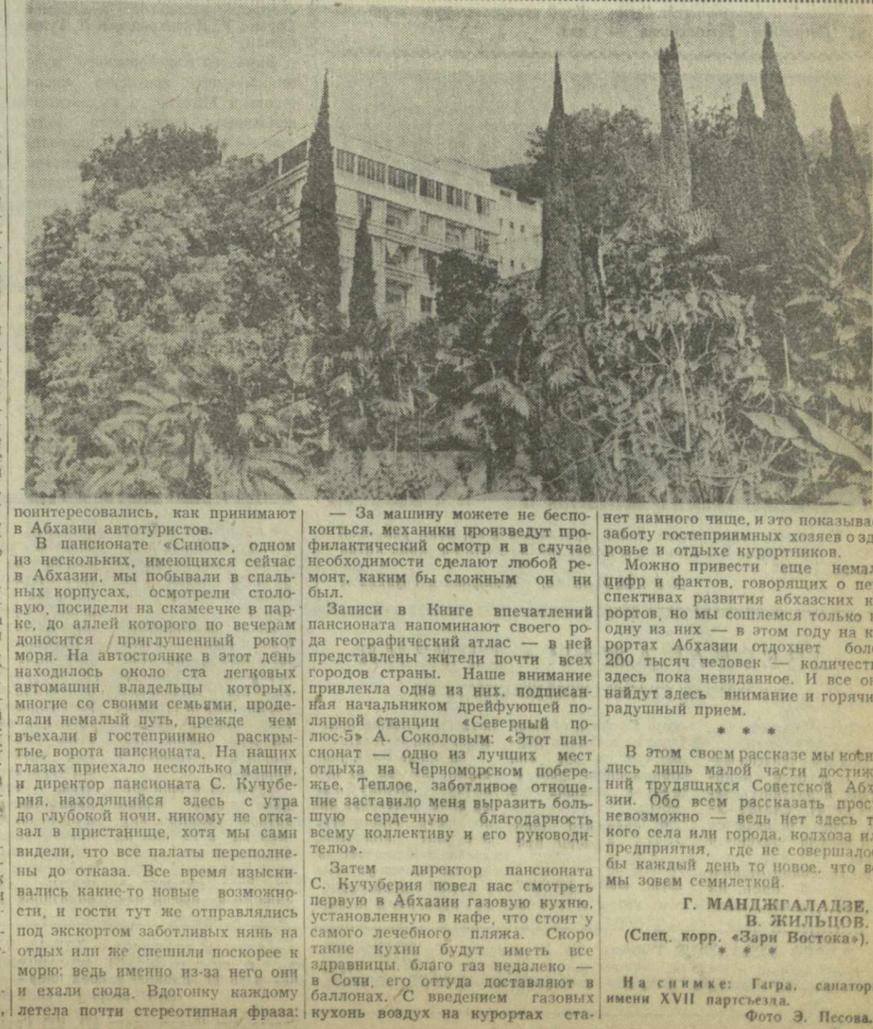 поинтересовались, как принимают
в Абхазии автотуристов.
В пансионате «Синоп», одном
из нескольких, имеющихся сейчас
в Абхазии, мы побывали в спаль-
ных корпусах, осмотрели столо-
вую, посидели на скамеечке в пар-
ке, до аллей которого по вечерам
доносится приглушенный рокот
моря. На автостоянке в этот день
находилось около ста легковых
автомашин, владельцы которых,
многие со своими семьями, проде-
лали немалый путь, прежде чем
въехали в гостеприимно раскры-
тые ворота пансионата. На наших
глазах приехало несколько машин,
и директор пансионата С. Кучубе-
рия, находящийся здесь с утра
до глубокой ночи, никому не отка-
зал в пристанище, хотя мы сами
видели, что все палаты переполне-
ны до отказа. Все время изыски-
вались какие-то новые возможно-
сти, и гости тут же отправлялись
под экскортом заботливых нянь на
отдых или же спешили поскорее к
морю: ведь именно из-за него они
и ехали сюда. Вдогонку каждому
летела почти стереотипная фраза:
— За машину можете не беспо-
коиться, механики произведут про-
филактический осмотр и в случае
необходимости сделают любой ре-
монт, каким бы сложным он ни
был.
Записи в Книге впечатлений
пансионата напоминают своего ро-
да географический атлас — в ней
представлены жители почти всех
городов страны. Наше внимание
привлекла одна из них, подписан-
ная начальником дрейфующей по-
лярной станции «Северный по-
люс-5» А. Соколовым: «Этот пан-
сионат — одно из лучших мест
отдыха на Черноморском побере-
жье. Теплое, заботливое отноше-
ние заставило меня выразить боль-
шую сердечную благодарность
всему коллективу и его руководи-
телю».
Затем директор пансионата
С. Кучуберия повел нас смотреть
первую в Абхазии газовую кухню,
установленную в кафе, что стоит у
самого лечебного пляжа. Скоро
такие кухни будут иметь все
здравницы, благо газ недалеко —
в Сочи, его оттуда доставляют в
баллонах. С введением газовых
кухонь воздух на курортах ста-
нет намного чище, и это показыва
заботу гостеприимных хозяев о зд
ровье и отдыхе курортников.
Можно привести еще немал
цифр и фактов, говорящих о пе
спективах развития абхазских к
рортов, но мы сошлемся только
одну из них — в этом году на к
рортах Абхазии отдохнет бол
200 тысяч человек — количест
здесь пока невиданное. И все о
найдут здесь внимание и горячи
радушный прием.
* * *
В этом своем рассказе мы косн
лись лишь малой части достиж
ний трудящихся Советской Абх
зии. Обо всем рассказать прос
невозможно — ведь нет здесь т
кого села или города, колхоза ил
предприятия, где не совершало
бы каждый день то новое, что в
мы зовем семилеткой.
Г. МАНДЖГАЛАДЗЕ,
В. ЖИЛЬЦОВ.
(Спец. корр. «Зари Востока»).
* * *
На снимке: Гагра, санатор
имени XVII партсъезда.
Фото Э. Песова.